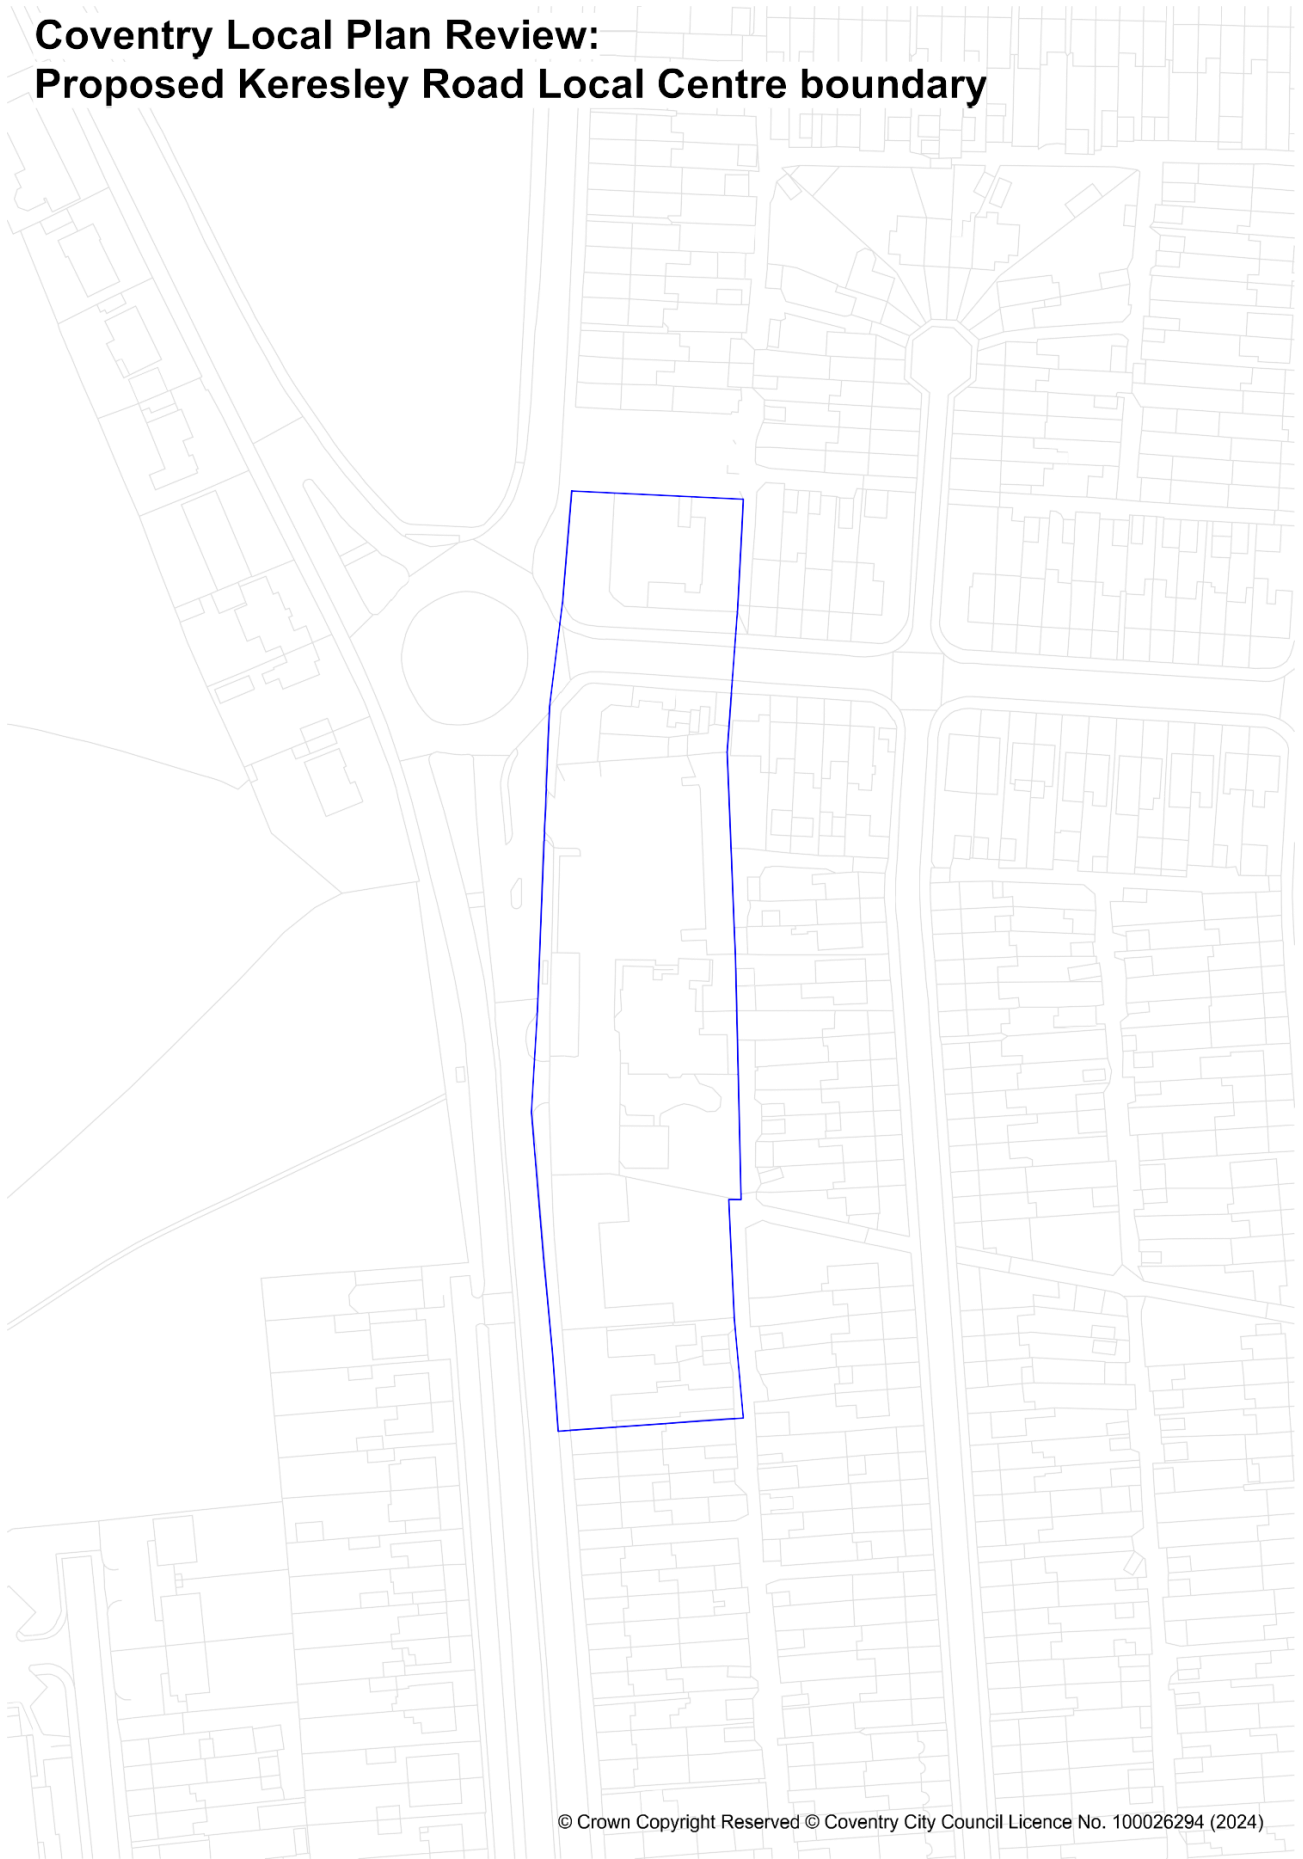 Coventry Local Plan Review:
Proposed Keresley Road Local Centre boundary
© Crown Copyright Reserved © Coventry City Council Licence No. 100026294 (2024)